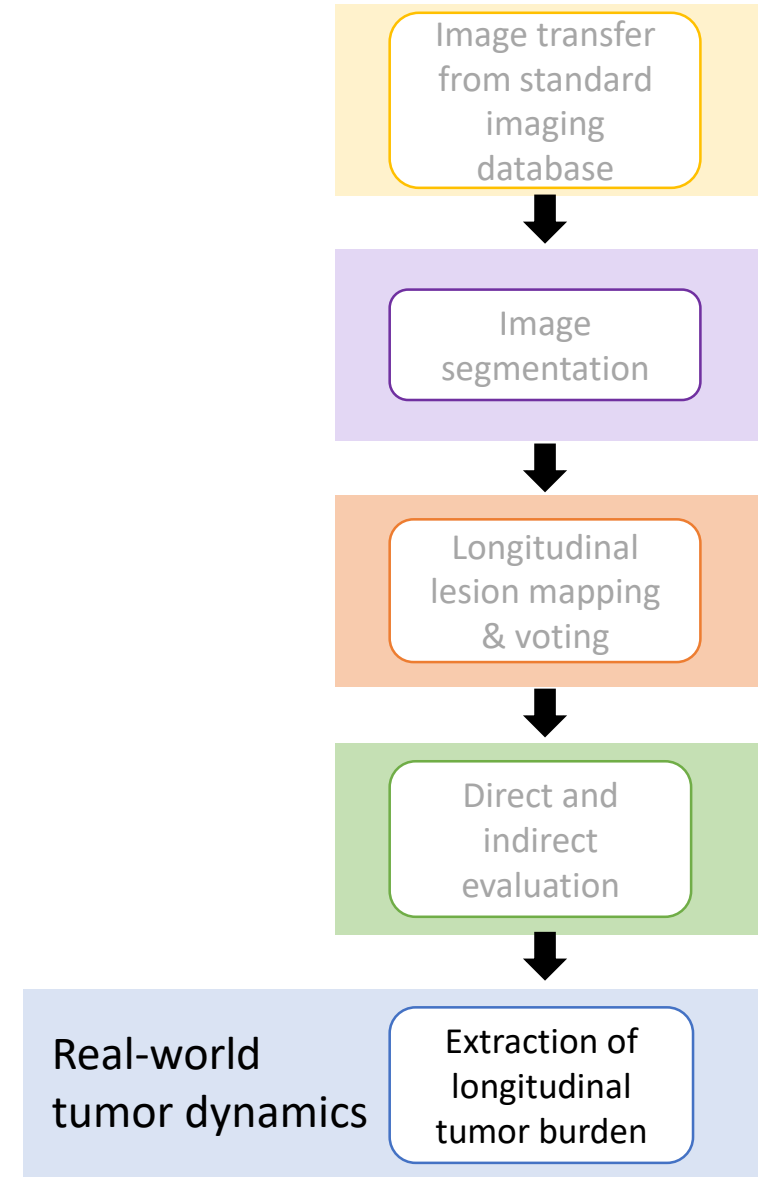 Image transfer
from standard
imaging
database
Image
segmentation
Longitudinal
lesion mapping
& voting
Direct and
indirect
evaluation
Real-world
tumor dynamics
Extraction of
longitudinal
tumor burden